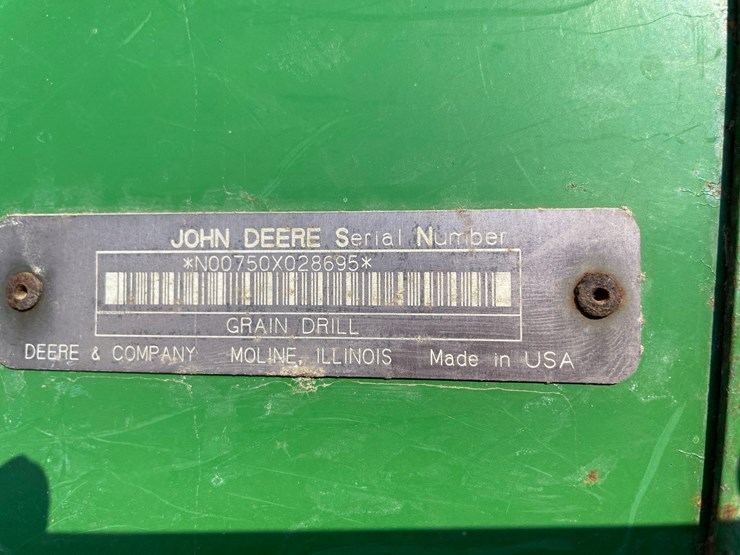 JOHN DEERE Serial Number
*N00750X028695*
GRAIN DRILL
DEERE & COMPANY MOLINE, ILLINOIS Made in USA